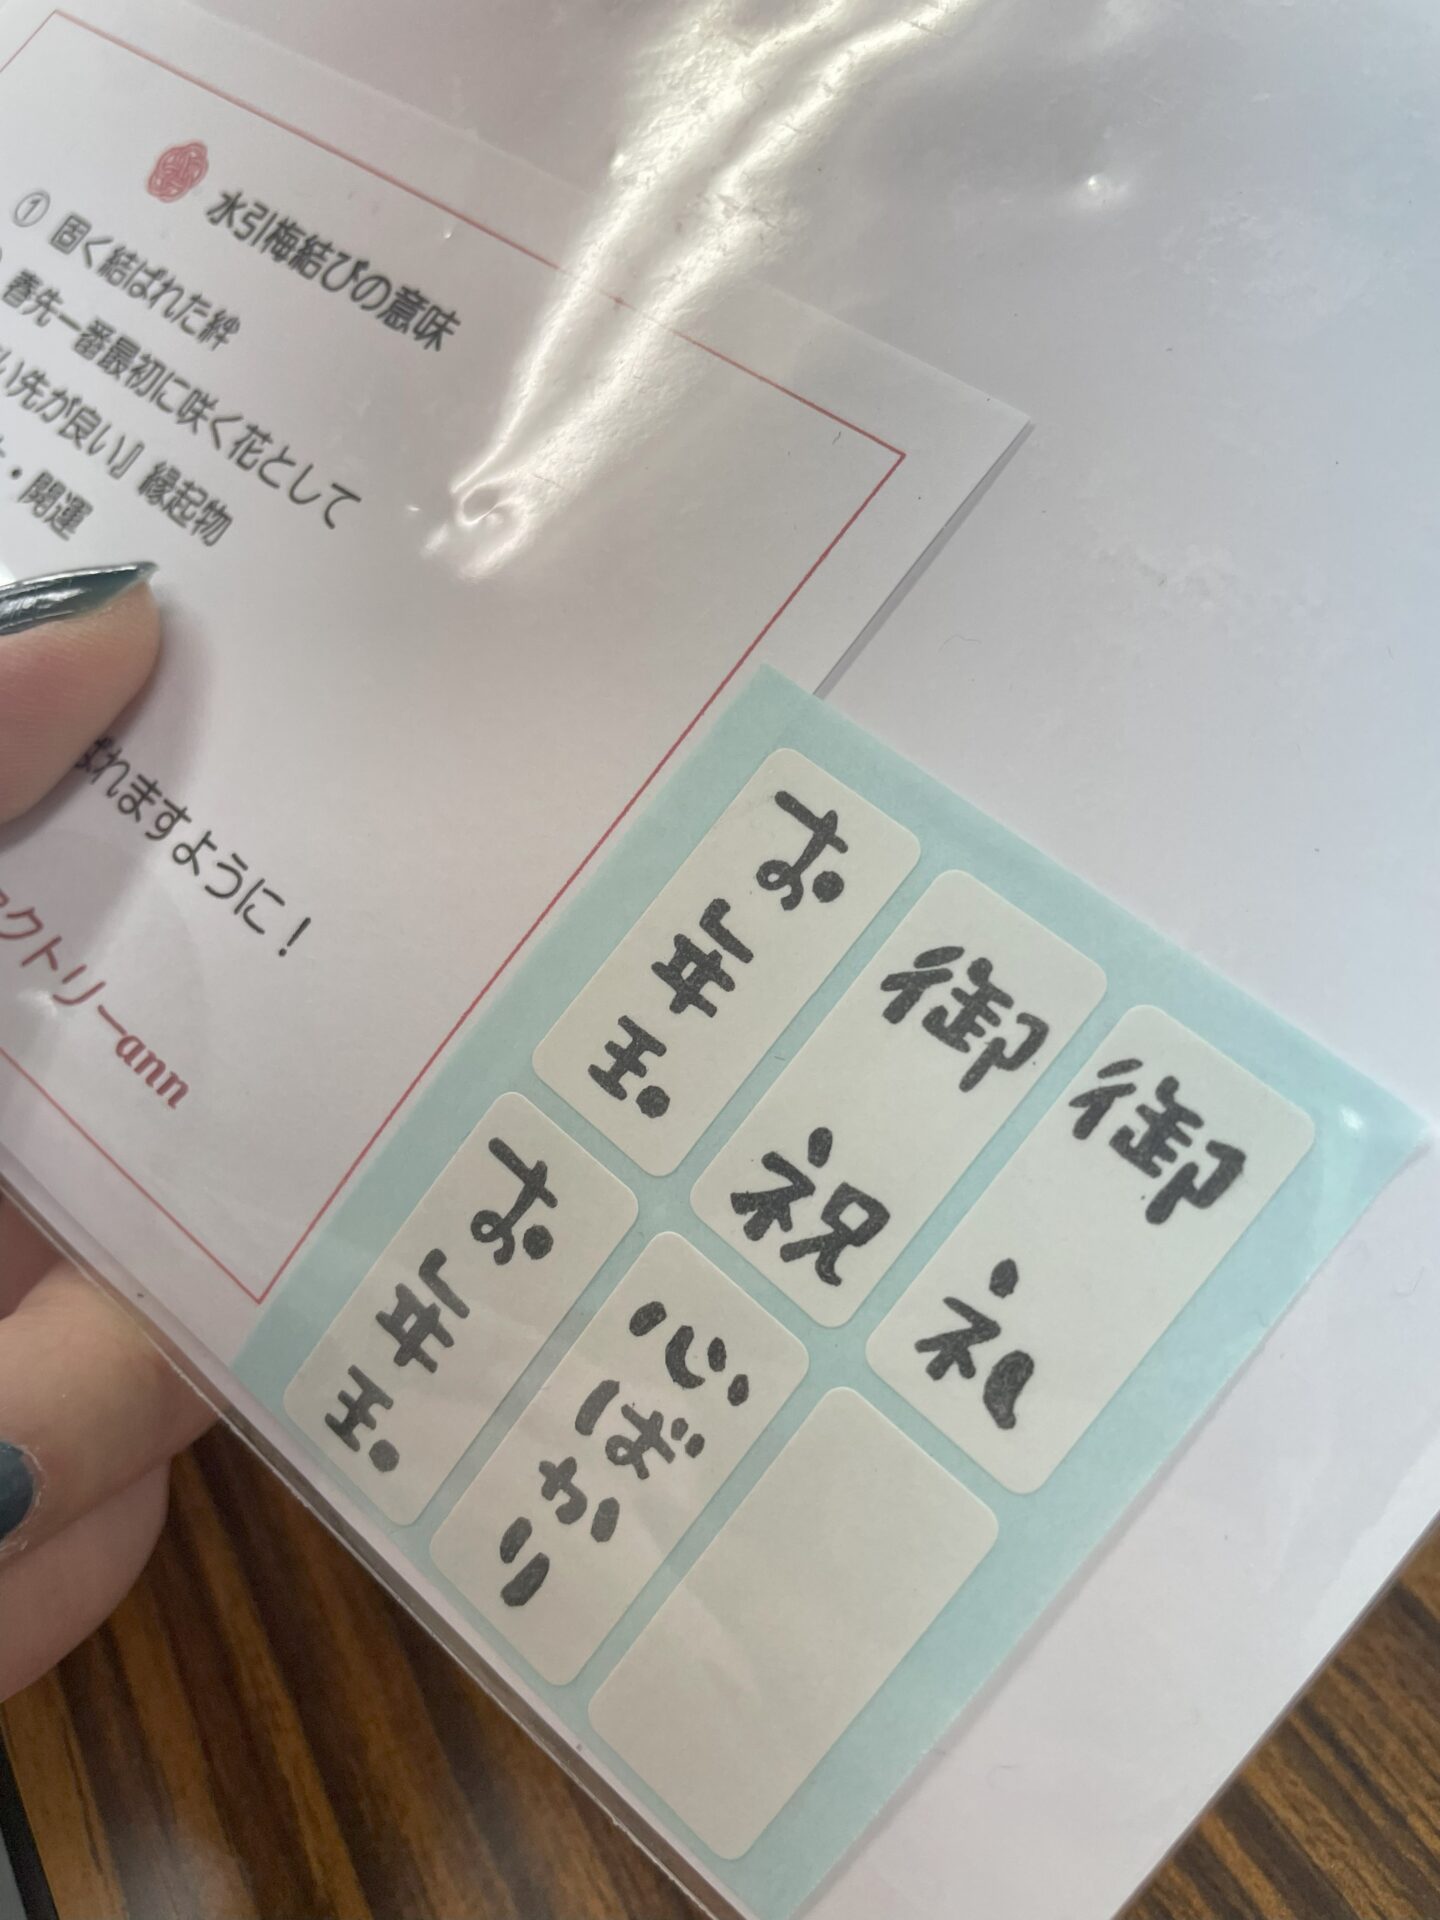 水引梅結びの意味
① 固く結ばれた絆
春先一番最初に咲く花として
い先が良い』縁起物
・開運
ばれますように！
クトリーann
お年玉
御祝
御礼
お年玉
心ばかり